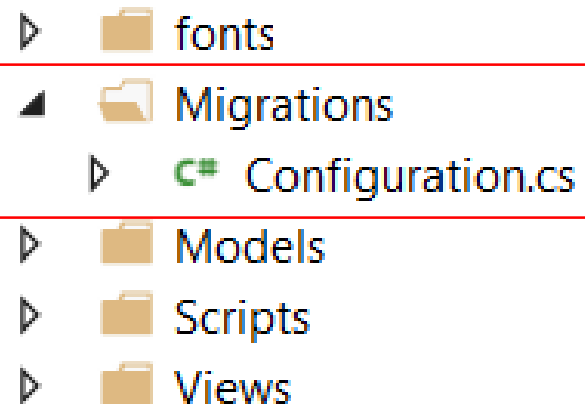 fonts
Migrations
C# Configuration.cs
Models
Scripts
Views